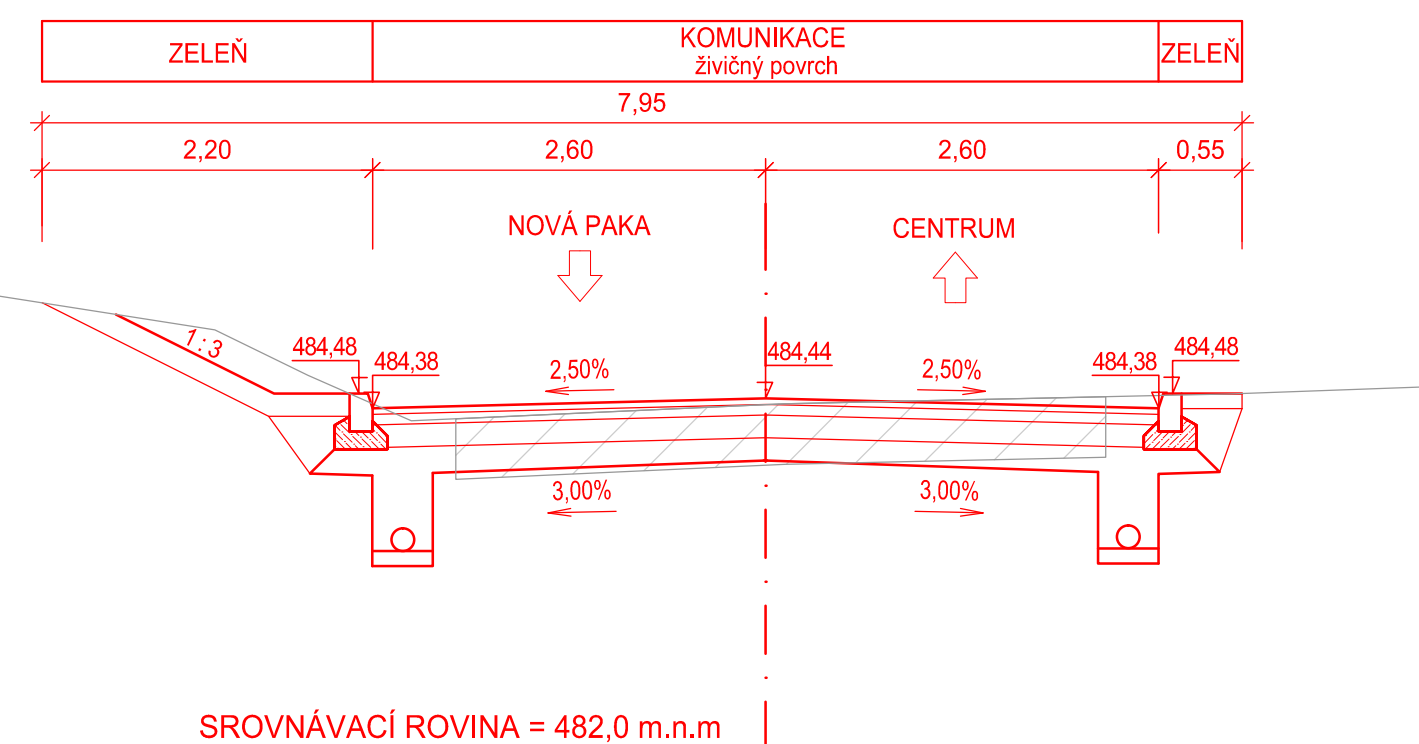 ZELEŇ
KOMUNIKACE
živičný povrch
ZELEŇ
7,95
2,20
2,60
2,60
0,55
NOVÁ PAKA
CENTRUM
1:3
484,48
484,38
2,50%
484,44
2,50%
484,38
484,48
3,00%
3,00%
SROVNÁVACÍ ROVINA = 482,0 m.n.m